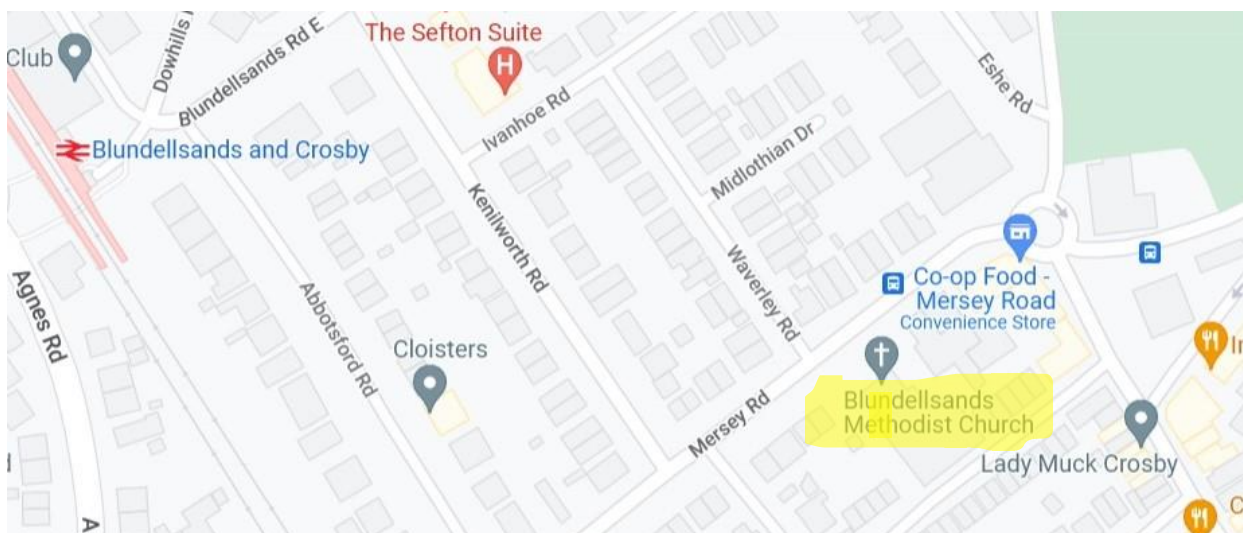 The Sefton Suite
Club
Dowhills
Blundellsands Rd E
Eshe Rd
H
Ivanhoe Rd
Blundellsands and Crosby
Midlothian Dr
Kenilworth Rd
Waverley Rd
Agnes Rd
Abbotsford Rd
Co-op Food -
Mersey Road
Convenience Store
Cloisters
Mersey Rd
Blundellsands
Methodist Church
Lady Muck Crosby
A